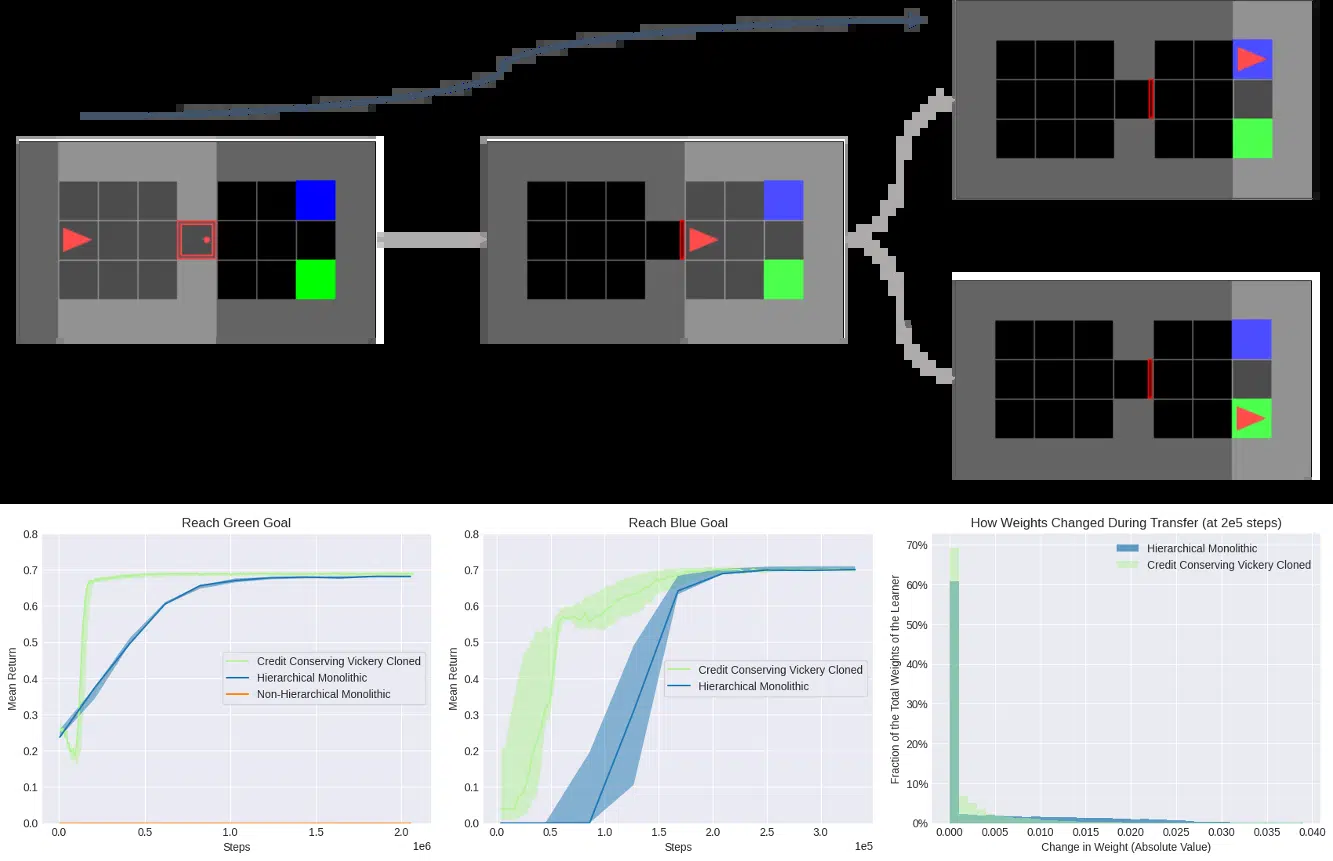 Reach Green Goal
Mean Return
0.8
0.7
0.6
0.5
0.4
0.3
0.2
0.1
0.0
Credit Conserving Vickery Cloned
Hierarchical Monolithic
Non-Hierarchical Monolithic
0.0 0.5 1.0 1.5 2.0
Steps
1e6
Reach Blue Goal
Mean Return
0.8
0.7
0.6
0.5
0.4
0.3
0.2
0.1
0.0
Credit Conserving Vickery Cloned
Hierarchical Monolithic
0.0 0.5 1.0 1.5 2.0 2.5 3.0
Steps
1e5
How Weights Changed During Transfer (at 2e5 steps)
Fraction of the Total Weights of the Learner
70%
60%
50%
40%
30%
20%
10%
0%
Hierarchical Monolithic
Credit Conserving Vickery Cloned
0.000 0.005 0.010 0.015 0.020 0.025 0.030 0.035 0.040
Change in Weight (Absolute Value)